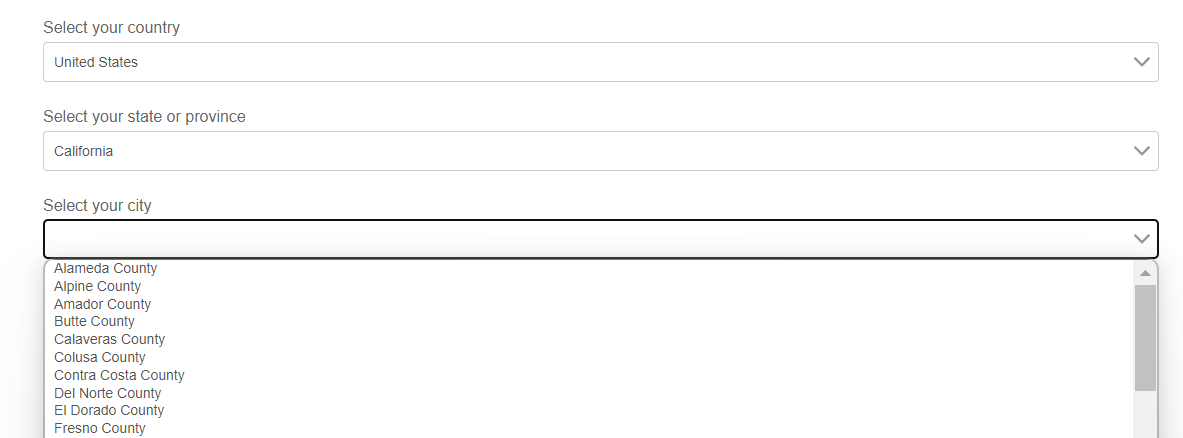 Select your country
United States
Select your state or province
California
Select your city
Alameda County
Alpine County
Amador County
Butte County
Calaveras County
Colusa County
Contra Costa County
Del Norte County
El Dorado County
Fresno County